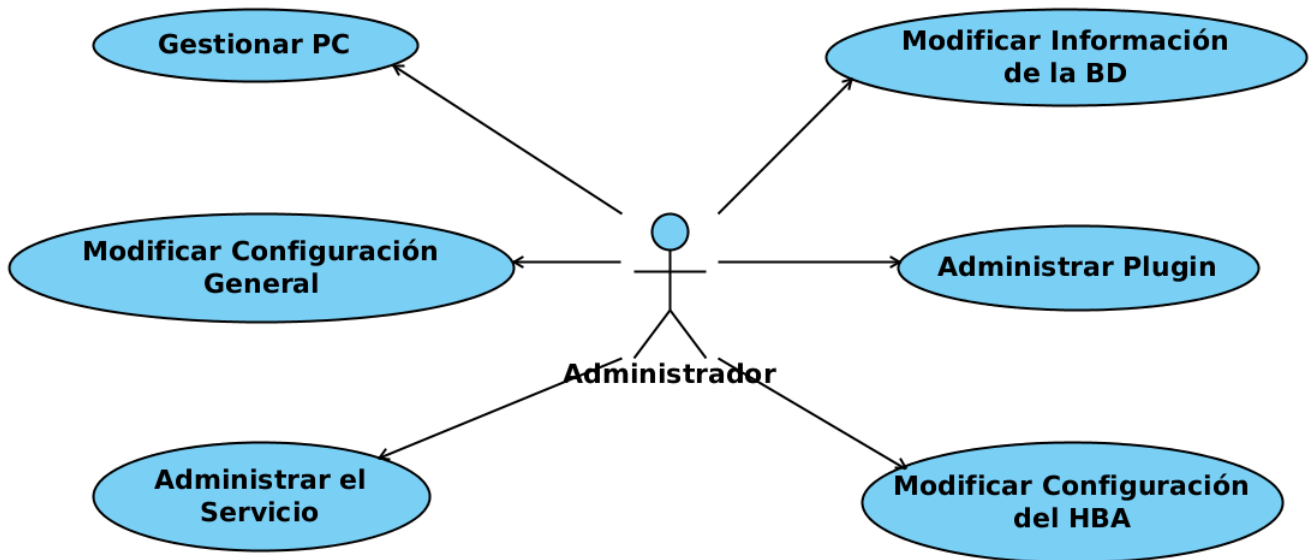 Gestionar PC
Modificar Información
de la BD
Modificar Configuración
General
Administrar Plugin
Administrador
Administrar el
Servicio
Modificar Configuración
del HBA